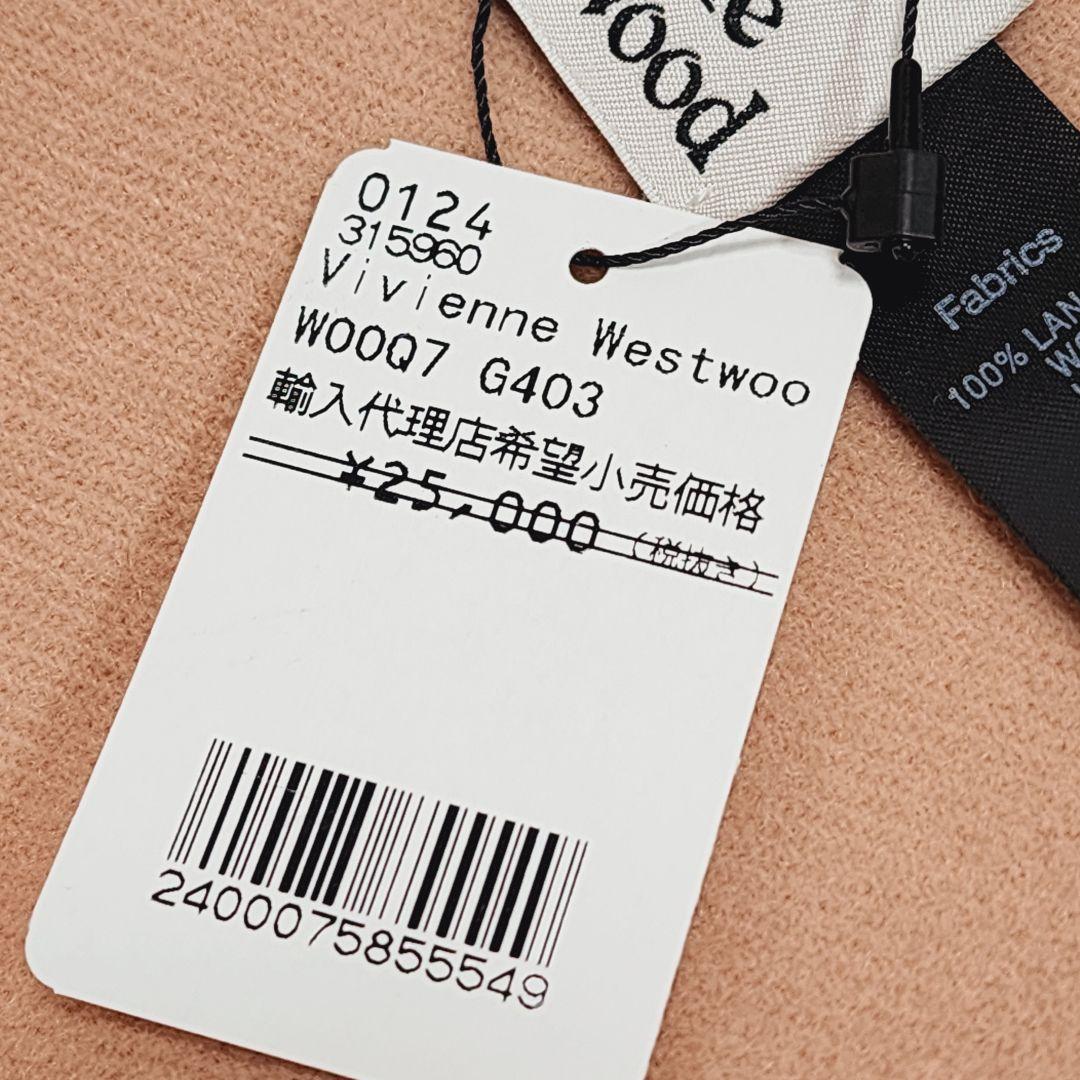 ood
0124
315960
Vivienne Westwoo
W00Q7 G403
輸入代理店希望小売価格
¥25,000 (税抜き)
2400075855549
Fabrics
100% LAN